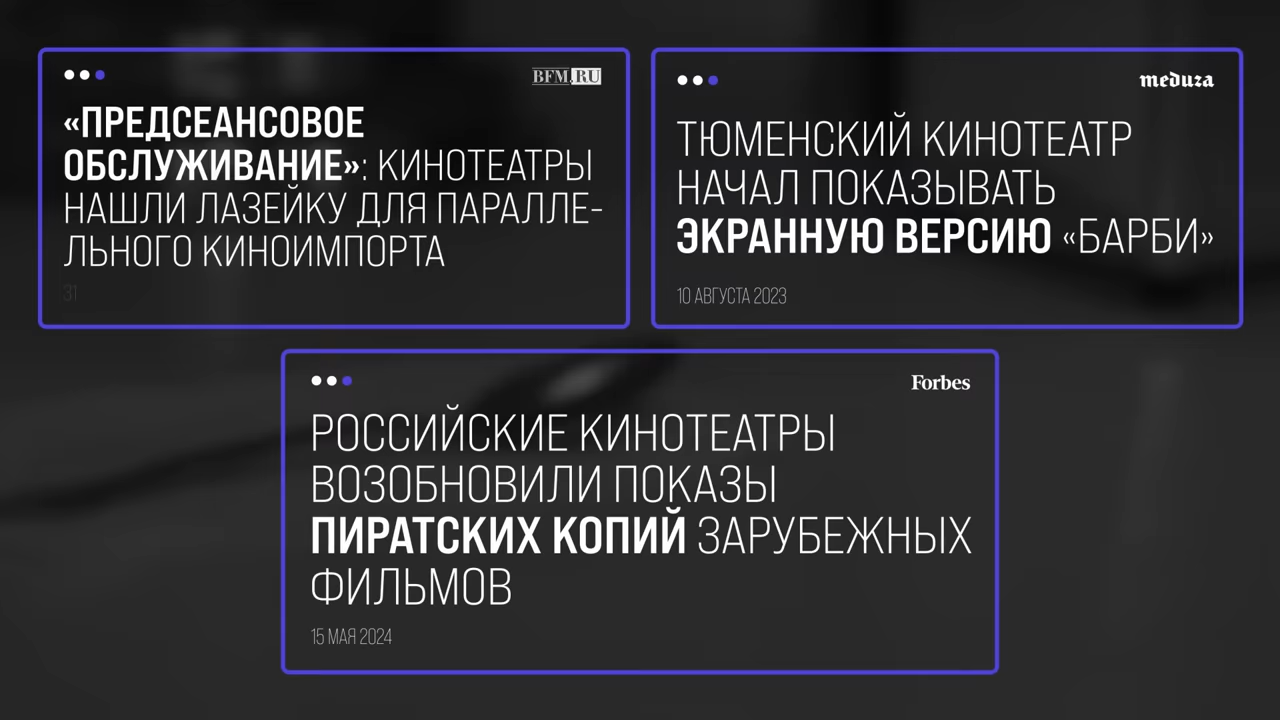 BFM.RU
«ПРЕДСЕАНСОВОЕ
ОБСЛУЖИВАНИЕ»: КИНОТЕАТРЫ
НАШЛИ ЛАЗЕЙКУ ДЛЯ ПАРАЛЛЕ-
ЛЬНОГО КИНОИМПОРТА
31
meduza
ТЮМЕНСКИЙ КИНОТЕАТР
НАЧАЛ ПОКАЗЫВАТЬ
ЭКРАННУЮ ВЕРСИЮ «БАРБИ»
10 АВГУСТА 2023
Forbes
РОССИЙСКИЕ КИНОТЕАТРЫ
ВОЗОБНОВИЛИ ПОКАЗЫ
ПИРАТСКИХ КОПИЙ ЗАРУБЕЖНЫХ
ФИЛЬМОВ
15 МАЯ 2024